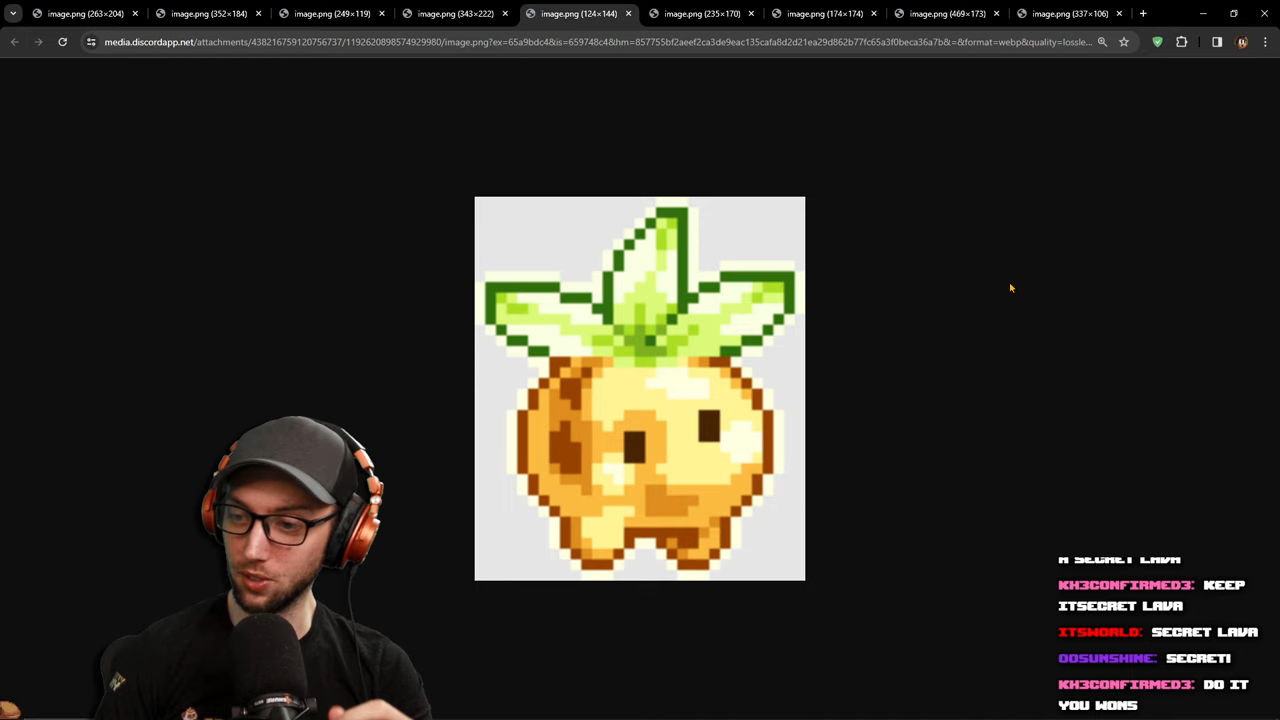 image.png (263×204)
image.png (352×184)
image.png (249×119)
image.png (343×222)
image.png (124×144)
image.png (235×170)
image.png (174×174)
image.png (469×173)
image.png (337×106)
media.discordapp.net/attachments/438216759120756737/1192620898574929980/image.png?ex=65a9bdc4&is=659748c4&hm=857755bf2aeef2ca3de9eac135cafa8d2d21ea29d862b77fc65a3f0beca36a7b&=&format=webp&quality=lossle...
A SECRET LAVA
KH3CONFIRMED3: KEEP
ITSECRET LAVA
ITSWORLD: SECRET LAVA
DOSUNSHINE: SECRET!
KH3CONFIRMED3: DO IT
YOU WONS